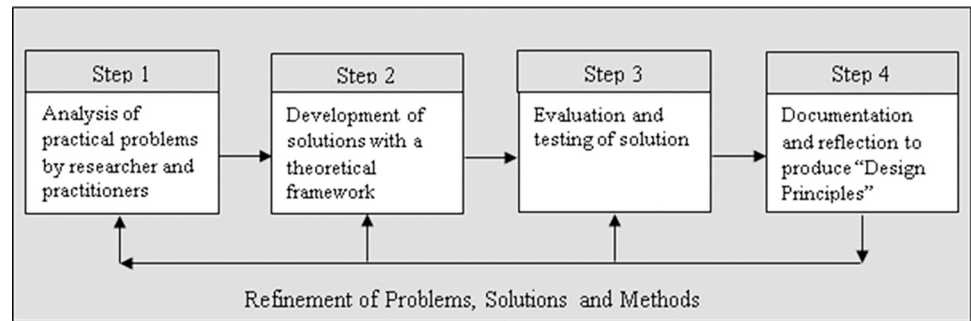 Step 1
Analysis of
practical problems
by researcher and
practitioners
Step 2
Development of
solutions with a
theoretical
framework
Step 3
Evaluation and
testing of solution
Step 4
Documentation
and reflection to
produce “Design
Principles”
Refinement of Problems, Solutions and Methods